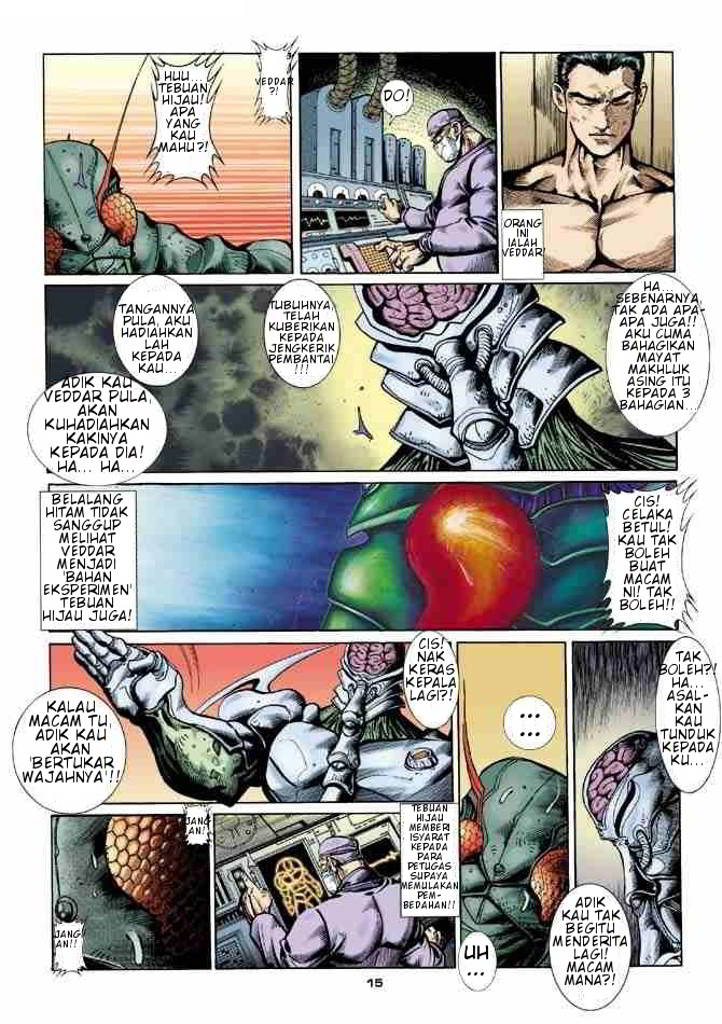 HUU...
TEBUAN
HIJAU!
APA
YANG
KAU
MAHU?!
VEDDAR
?!
DO!
ORANG
INI
IALAH
VEDDAR
HA...
SEBENARNYA,
TAK ADA APA-
APA JUGA!!
AKU CUMA
BAHAGIKAN
MAYAT
MAKHLUK
ASING ITU
KEPADA 3
BAHAGIAN...
TUBUHNYA,
TELAH
KUBERIKAN
KEPADA
JENGKERIK
PEMBANTAI
!!!
TANGANNYA
PULA, AKU
HADIAHKAN
LAH
KEPADA
KAU...
ADIK KAU
VEDDAR PULA,
AKAN
KUHADIAHKAN
KAKINYA
KEPADA DIA!
HA... HA...
BELALANG
HITAM TIDAK
SANGGUP
MELIHAT
VEDDAR
MENJADI
'BAHAN
EKSPERIMEN'
TEBUAN
HIJAU JUGA!
CIS!
CELAKA
BETUL!
KAU TAK
BOLEH
BUAT
MACAM
NI! TAK
BOLEH!!
CIS!
NAK
KERAS
KEPALA
LAGI?!
KALAU
MACAM TU,
ADIK KAU
AKAN
'BERTUKAR
WAJAHNYA'!!
...
...
TAK
BOLEH?!
HA...
ASAL-
KAN
KAU
TUNDUK
KEPADA
KU...
ADIK
KAU TAK
BEGITU
MENDERITA
LAGI!
MACAM
MANA?!
UH
...
TEBUAN
HIJAU
MEMBERI
ISYARAT
KEPADA
PARA
PETUGAS
SUPAYA
MEMULAKAN
PEM-
BEDAHAN!!
JANG
AN!
JANG
AN!!
15